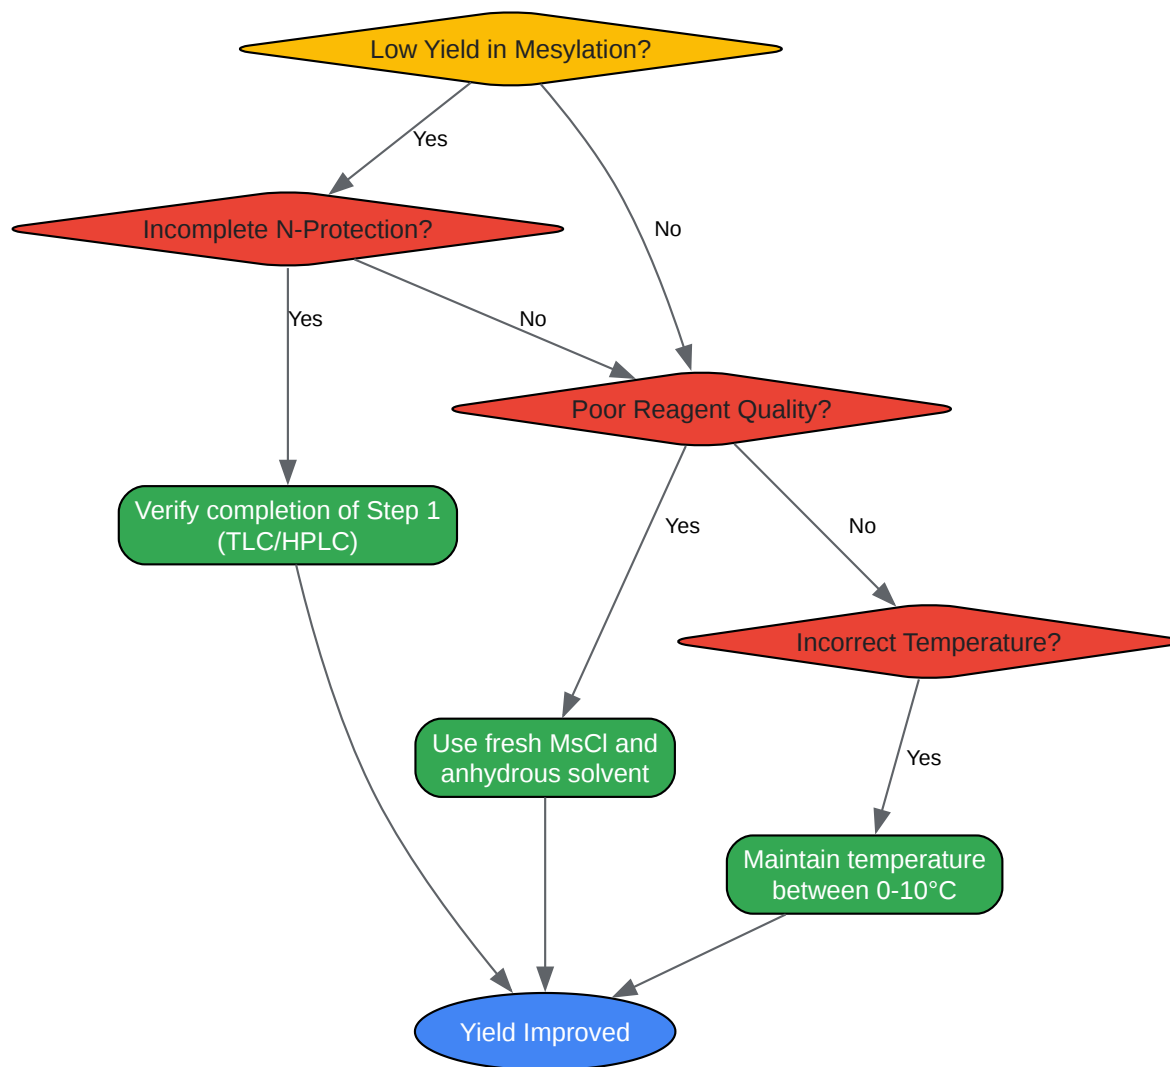 Low Yield in Mesylation?
Yes
No
Incomplete N-Protection?
Yes
No
Poor Reagent Quality?
Verify completion of Step 1
(TLC/HPLC)
Yes
No
Incorrect Temperature?
Use fresh MsCl and
anhydrous solvent
Yes
Maintain temperature
between 0-10°C
Yield Improved